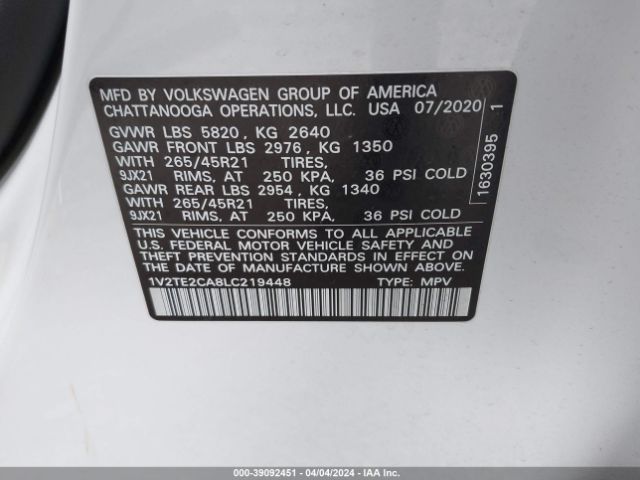 MFD BY VOLKSWAGEN GROUP OF AMERICA
CHATTANOOGA OPERATIONS, LLC. USA 07/2020
GVWR LBS 5820, KG 2640
GAWR FRONT LBS 2976, KG 1350
WITH 265/45R21 TIRES,
9JX21 RIMS, AT 250 KPA, 36 PSI COLD
GAWR REAR LBS 2954, KG 1340
WITH 265/45R21 TIRES,
9JX21 RIMS, AT 250 KPA, 36 PSI COLD
THIS VEHICLE CONFORMS TO ALL APPLICABLE
U.S. FEDERAL MOTOR VEHICLE SAFETY AND
THEFT PREVENTION STANDARDS IN EFFECT ON
THE DATE OF MANUFACTURE SHOWN ABOVE.
1V2TE2CA8LC219448 TYPE: MPV
1630395 1
000-39092451 - 04/04/2024 - IAAI.COM